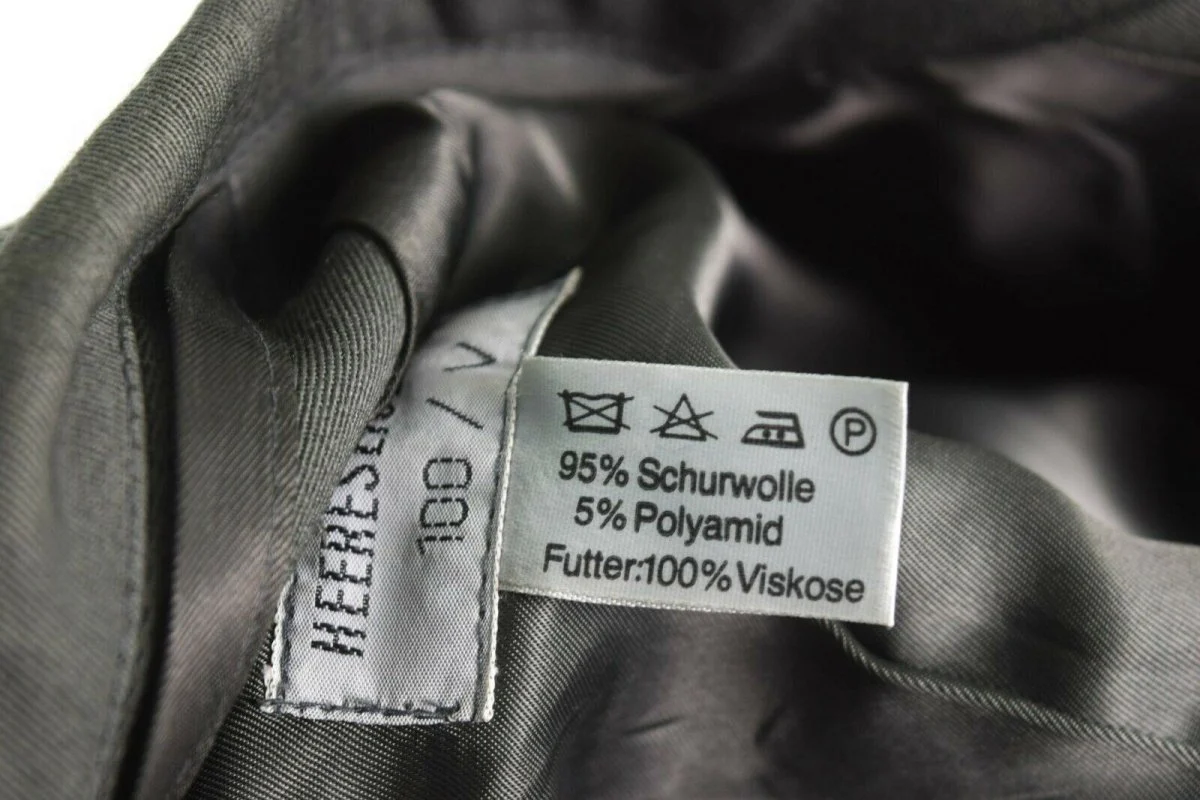 100 / V
P
95% Schurwolle
5% Polyamid
Futter:100% Viskose